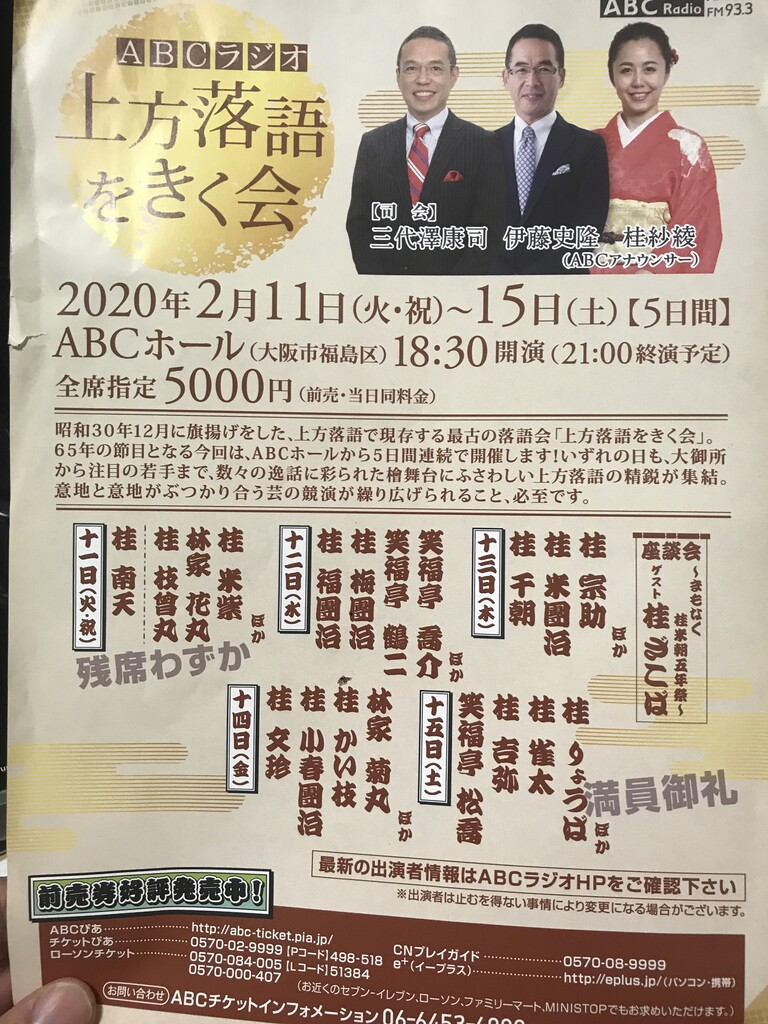 ABC Radio FM93.3
ABCラジオ
上方落語
をきく会
【司 会】
三代澤康司 伊藤史隆 桂紗綾
(ABCアナウンサー)
2020年2月11日(火・祝)～15日(土)【5日間】
ABCホール(大阪市福島区)18:30開演(21:00終演予定)
全席指定5000円(前売・当日同料金)
昭和30年12月に旗揚げをした、上方落語で現存する最古の落語会「上方落語をきく会」。
65年の節目となる今回は、ABCホールから5日間連続で開催します!いずれの日も、大御所
から注目の若手まで、数々の逸話に彩られた檜舞台にふさわしい上方落語の精鋭が集結。
意地と意地がぶつかり合う芸の競演が繰り広げられること、必至です。
十一日(火・祝)
桂 南天
桂 枝曾丸
林家 花丸
桂 米紫
ほか
残席わずか
十二日(水)
桂 福團治
桂 梅團治
笑福亭 鶴二
笑福亭 喬介
ほか
十三日(木)
桂 千朝
桂 米團治
桂 宗助
ほか
座談会
～まもなく
桂米朝五年祭～
ゲスト 桂 ざこば
十四日(金)
桂 文珍
桂 小春團治
桂 かい枝
林家 菊丸
ほか
十五日(土)
笑福亭 松喬
桂 吉弥
桂 雀太
桂 りょうば
ほか
満員御礼
最新の出演者情報はABCラジオHPをご確認下さい
※出演者は止むを得ない事情により変更になる場合がございます。
前売券好評発売中!
ABCぴあ……http://abc-ticket.pia.jp/
チケットぴあ……0570-02-9999[Pコード]498-518
ローソンチケット……0570-084-005[Lコード]51384
0570-000-407
CNプレイガイド……0570-08-9999
e+(イープラス)……http://eplus.jp/(パソコン・携帯)
(お近くのセブン-イレブン、ローソン、ファミリーマート、MINISTOPでもお求めいただけます。)
お問い合わせ ABCチケットインフォメーション 06-6453-6000